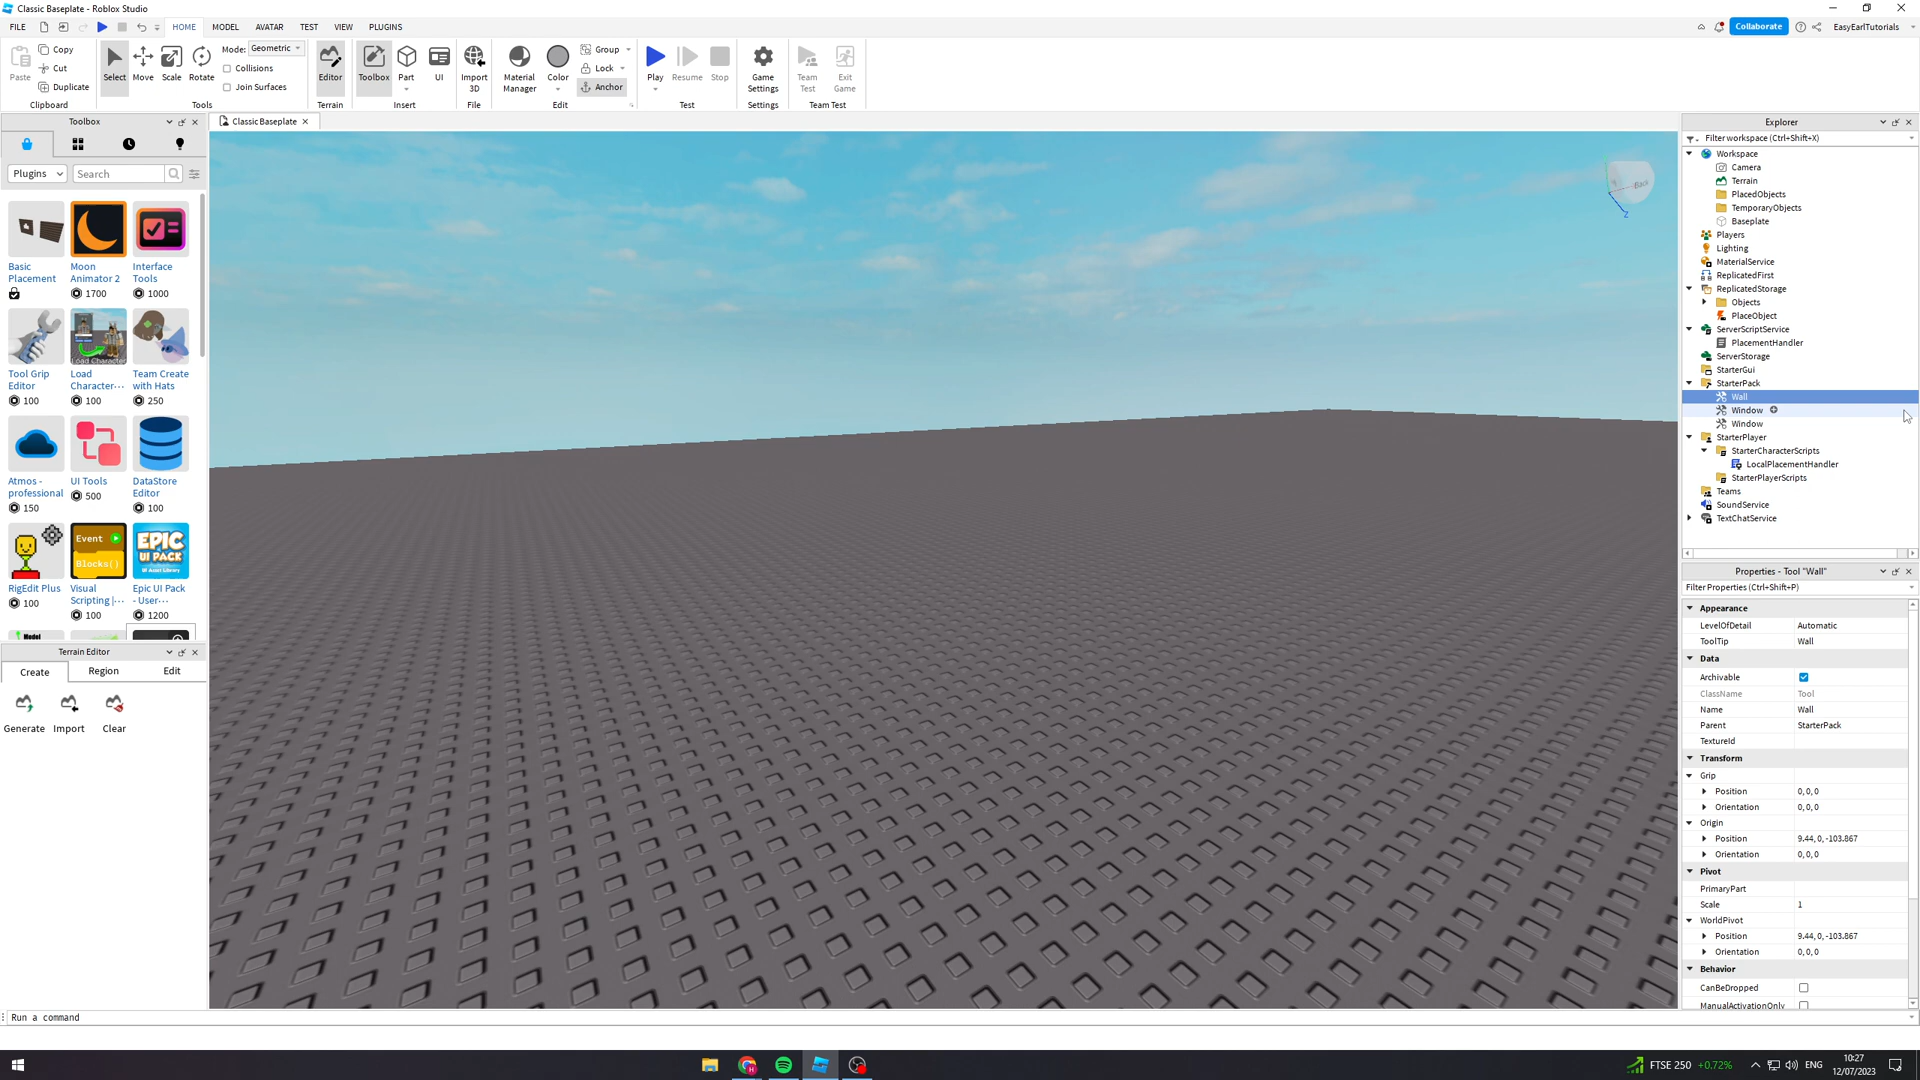 Classic Baseplate - Roblox Studio
FILE HOME MODEL AVATAR TEST VIEW PLUGINS Collaborate EasyEarlTutorials
Paste Copy Cut Duplicate Clipboard
Select Move Scale Rotate Mode: Geometric Collisions Join Surfaces Tools
Editor Terrain
Toolbox Part UI Insert
Import 3D File
Material Manager Color Group Lock Anchor Edit
Play Resume Stop Test
Game Settings Settings
Team Test Exit Game Team Test
Toolbox
Classic Baseplate
Plugins Search
Basic Placement
Moon Animator 2 1700
Interface Tools 1000
Tool Grip Editor 100
Load Character
Load Character··· 100
Team Create with Hats 250
Atmos - professional 150
UI Tools 500
DataStore Editor 100
Event
Blocks()
EPIC UI PACK
RigEdit Plus 100
Visual Scripting |··· 100
Epic UI Pack - User··· 1200
Terrain Editor
Create Region Edit
Generate Import Clear
Back
Z
Explorer
Filter workspace (Ctrl+Shift+X)
Workspace
Camera
Terrain
PlacedObjects
TemporaryObjects
Baseplate
Players
Lighting
MaterialService
ReplicatedFirst
ReplicatedStorage
Objects
PlaceObject
ServerScriptService
PlacementHandler
ServerStorage
StarterGui
StarterPack
Wall
Window
Window
StarterPlayer
StarterCharacterScripts
LocalPlacementHandler
StarterPlayerScripts
Teams
SoundService
TextChatService
Properties - Tool "Wall"
Filter Properties (Ctrl+Shift+P)
Appearance
LevelOfDetail Automatic
ToolTip Wall
Data
Archivable
ClassName Tool
Name Wall
Parent StarterPack
TextureId
Transform
Grip
Position 0, 0, 0
Orientation 0, 0, 0
Origin
Position 9.44, 0, -103.867
Orientation 0, 0, 0
Pivot
PrimaryPart
Scale 1
WorldPivot
Position 9.44, 0, -103.867
Orientation 0, 0, 0
Behavior
CanBeDropped
ManualActivationOnly
Run a command
FTSE 250 +0.72% ENG 10:27
12/07/2023